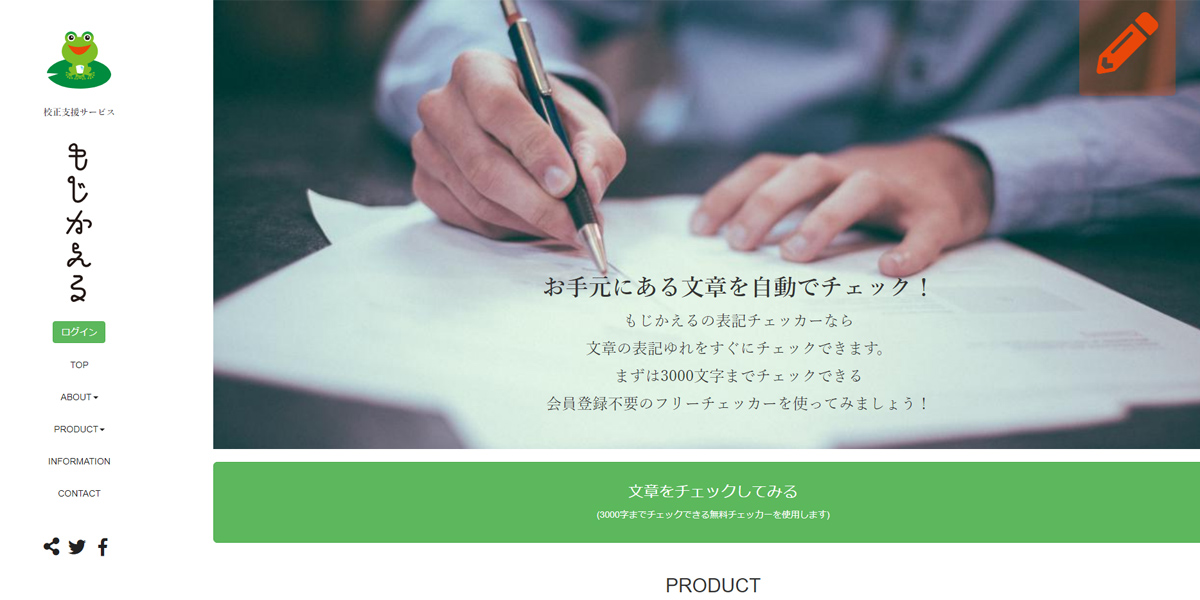 校正支援サービス
もじかえる
ログイン
TOP
ABOUT
PRODUCT
INFORMATION
CONTACT
お手元にある文章を自動でチェック！
もじかえるの表記チェッカーなら
文章の表記ゆれをすぐにチェックできます。
まずは3000文字までチェックできる
会員登録不要のフリーチェッカーを使ってみましょう！
文章をチェックしてみる
(3000字までチェックできる無料チェッカーを使用します)
PRODUCT